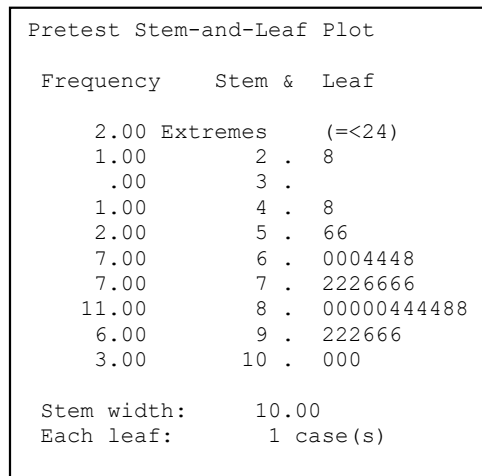 Pretest Stem-and-Leaf Plot
Frequency Stem & Leaf
2.00 Extremes (=<24)
1.00 2 . 8
.00 3 .
1.00 4 . 8
2.00 5 . 66
7.00 6 . 0004448
7.00 7 . 2226666
11.00 8 . 00000444488
6.00 9 . 222666
3.00 10 . 000
Stem width: 10.00
Each leaf: 1 case(s)